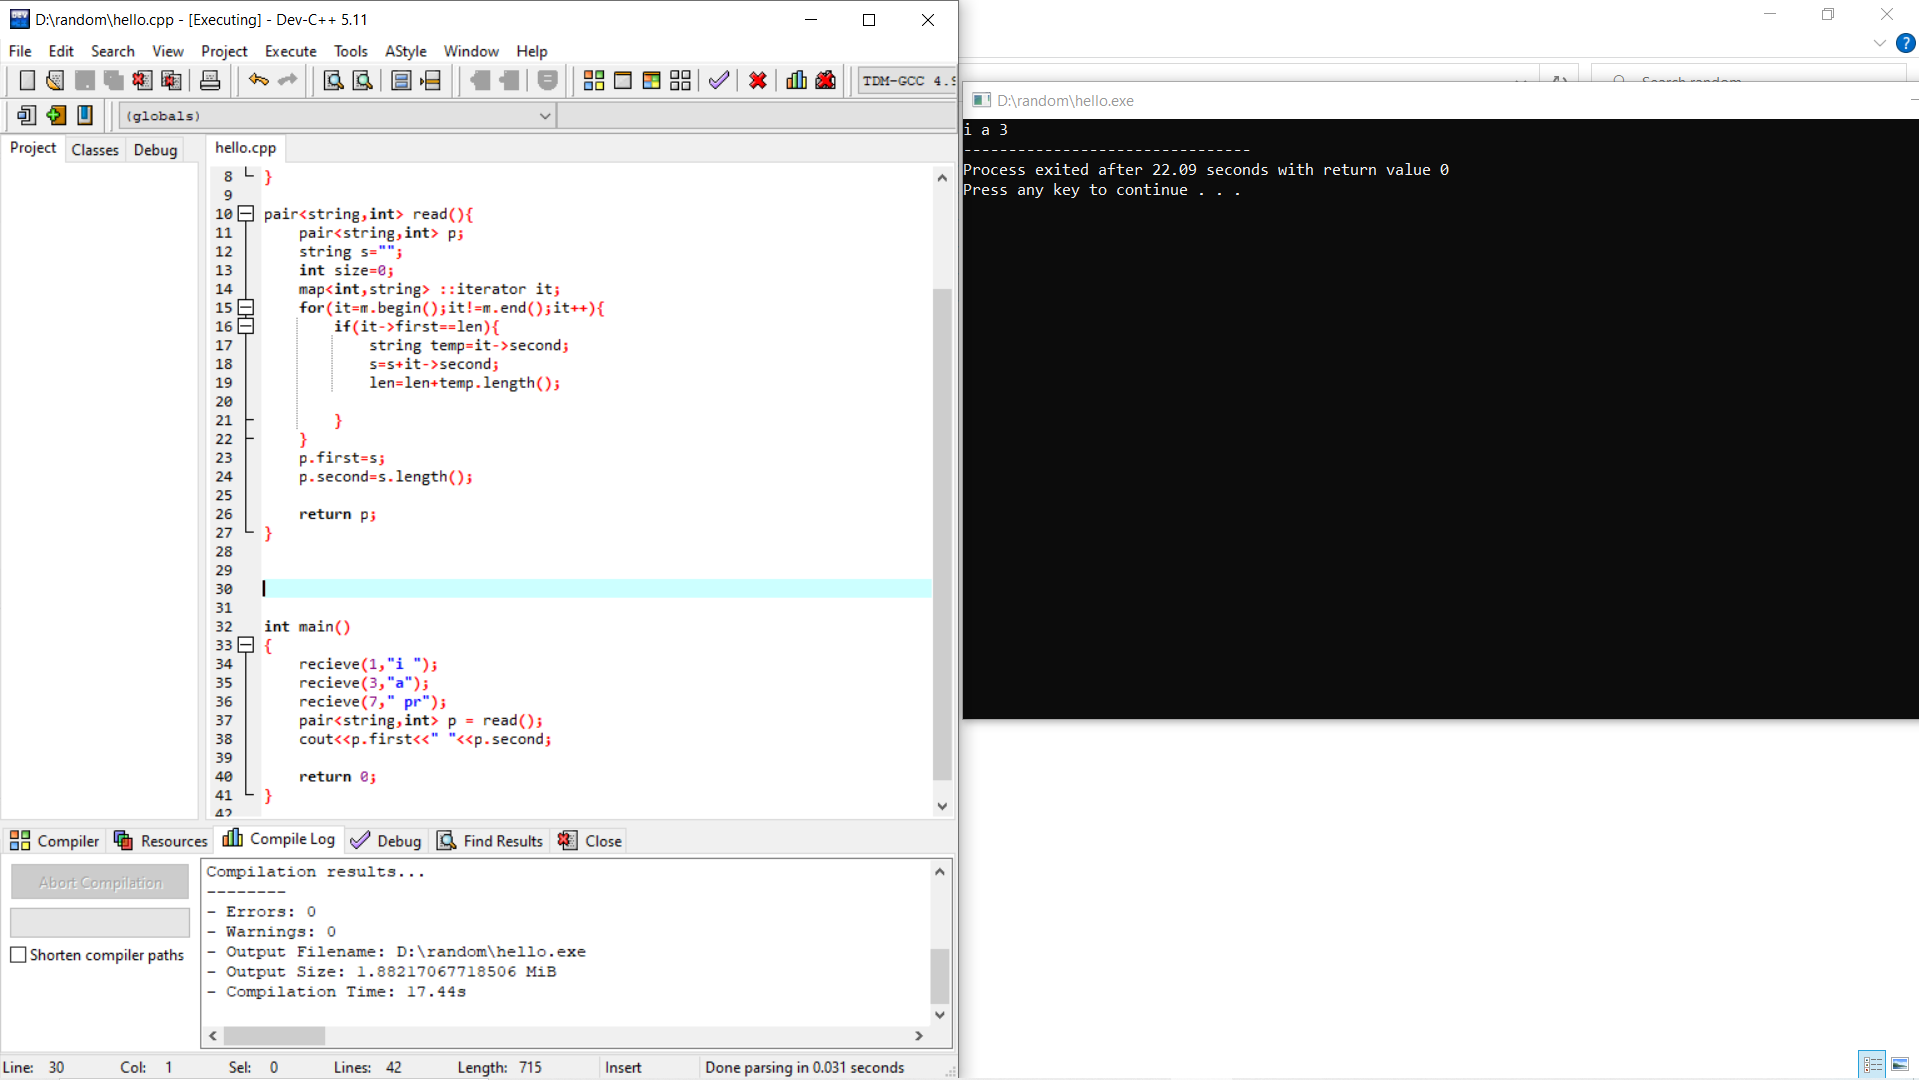 D:\random\hello.cpp - [Executing] - Dev-C++ 5.11
File Edit Search View Project Execute Tools AStyle Window Help
TDM-GCC 4.9
(globals)
Project Classes Debug
hello.cpp
8 }
9
10 pair<string,int> read(){
11 pair<string,int> p;
12 string s="";
13 int size=0;
14 map<int,string> ::iterator it;
15 for(it=m.begin();it!=m.end();it++){
16 if(it->first==len){
17 string temp=it->second;
18 s=s+it->second;
19 len=len+temp.length();
20
21 }
22 }
23 p.first=s;
24 p.second=s.length();
25
26 return p;
27 }
28
29
30
31
32 int main()
33 {
34 recieve(1,"i ");
35 recieve(3,"a");
36 recieve(7," pr");
37 pair<string,int> p = read();
38 cout<<p.first<<" "<<p.second;
39
40 return 0;
41 }
42
Compiler Resources Compile Log Debug Find Results Close
Abort Compilation
Shorten compiler paths
Compilation results...
--------
- Errors: 0
- Warnings: 0
- Output Filename: D:\random\hello.exe
- Output Size: 1.88217067718506 MiB
- Compilation Time: 17.44s
Line: 30 Col: 1 Sel: 0 Lines: 42 Length: 715 Insert Done parsing in 0.031 seconds
?
Search random
D:\random\hello.exe
i a 3
--------------------------------
Process exited after 22.09 seconds with return value 0
Press any key to continue . . .